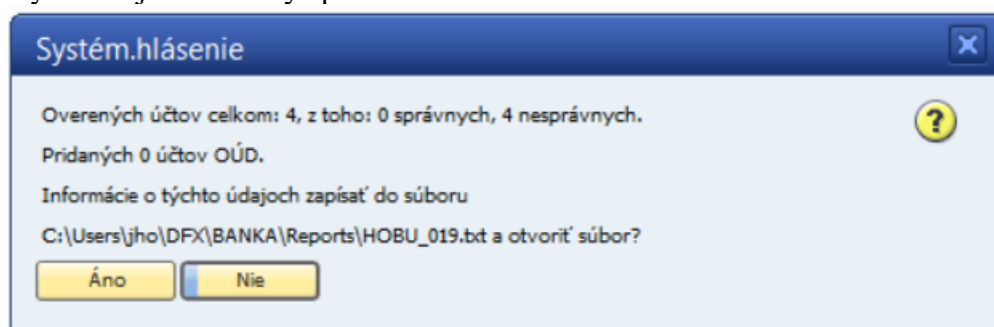 Systém.hlásenie
Overených účtov celkom: 4, z toho: 0 správnych, 4 nesprávnych.
Pridaných 0 účtov OÚD.
Informácie o týchto údajoch zapísať do súboru
C:\Users\jho\DFX\BANKA\Reports\HOBU_019.txt a otvoriť súbor?
Áno Nie